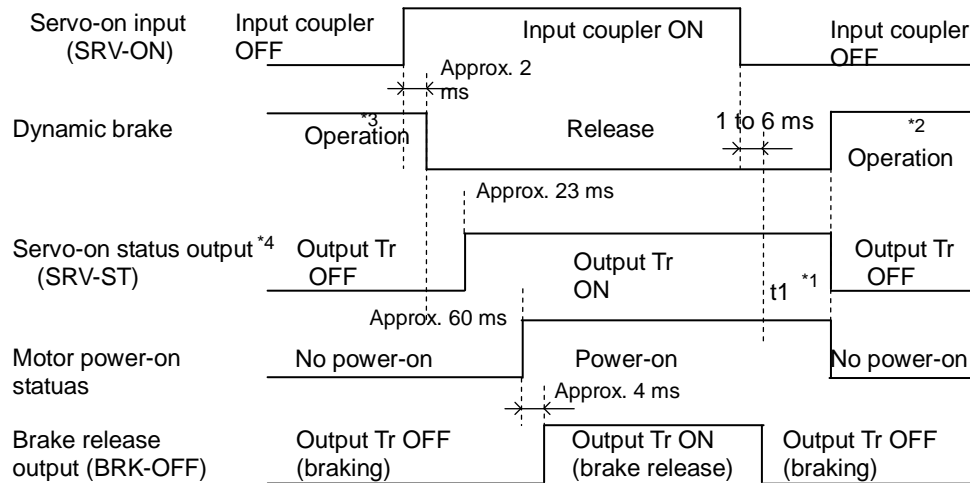 Servo-on input
(SRV-ON)
Input coupler
OFF
Input coupler ON
Input coupler
OFF
Approx. 2
ms
Dynamic brake
*3
Operation
Release
1 to 6 ms
*2
Operation
Approx. 23 ms
Servo-on status output *4
(SRV-ST)
Output Tr
OFF
Output Tr
ON
t1 *1
Output Tr
OFF
Approx. 60 ms
Motor power-on
statuas
No power-on
Power-on
No power-on
Approx. 4 ms
Brake release
output (BRK-OFF)
Output Tr OFF
(braking)
Output Tr ON
(brake release)
Output Tr OFF
(braking)